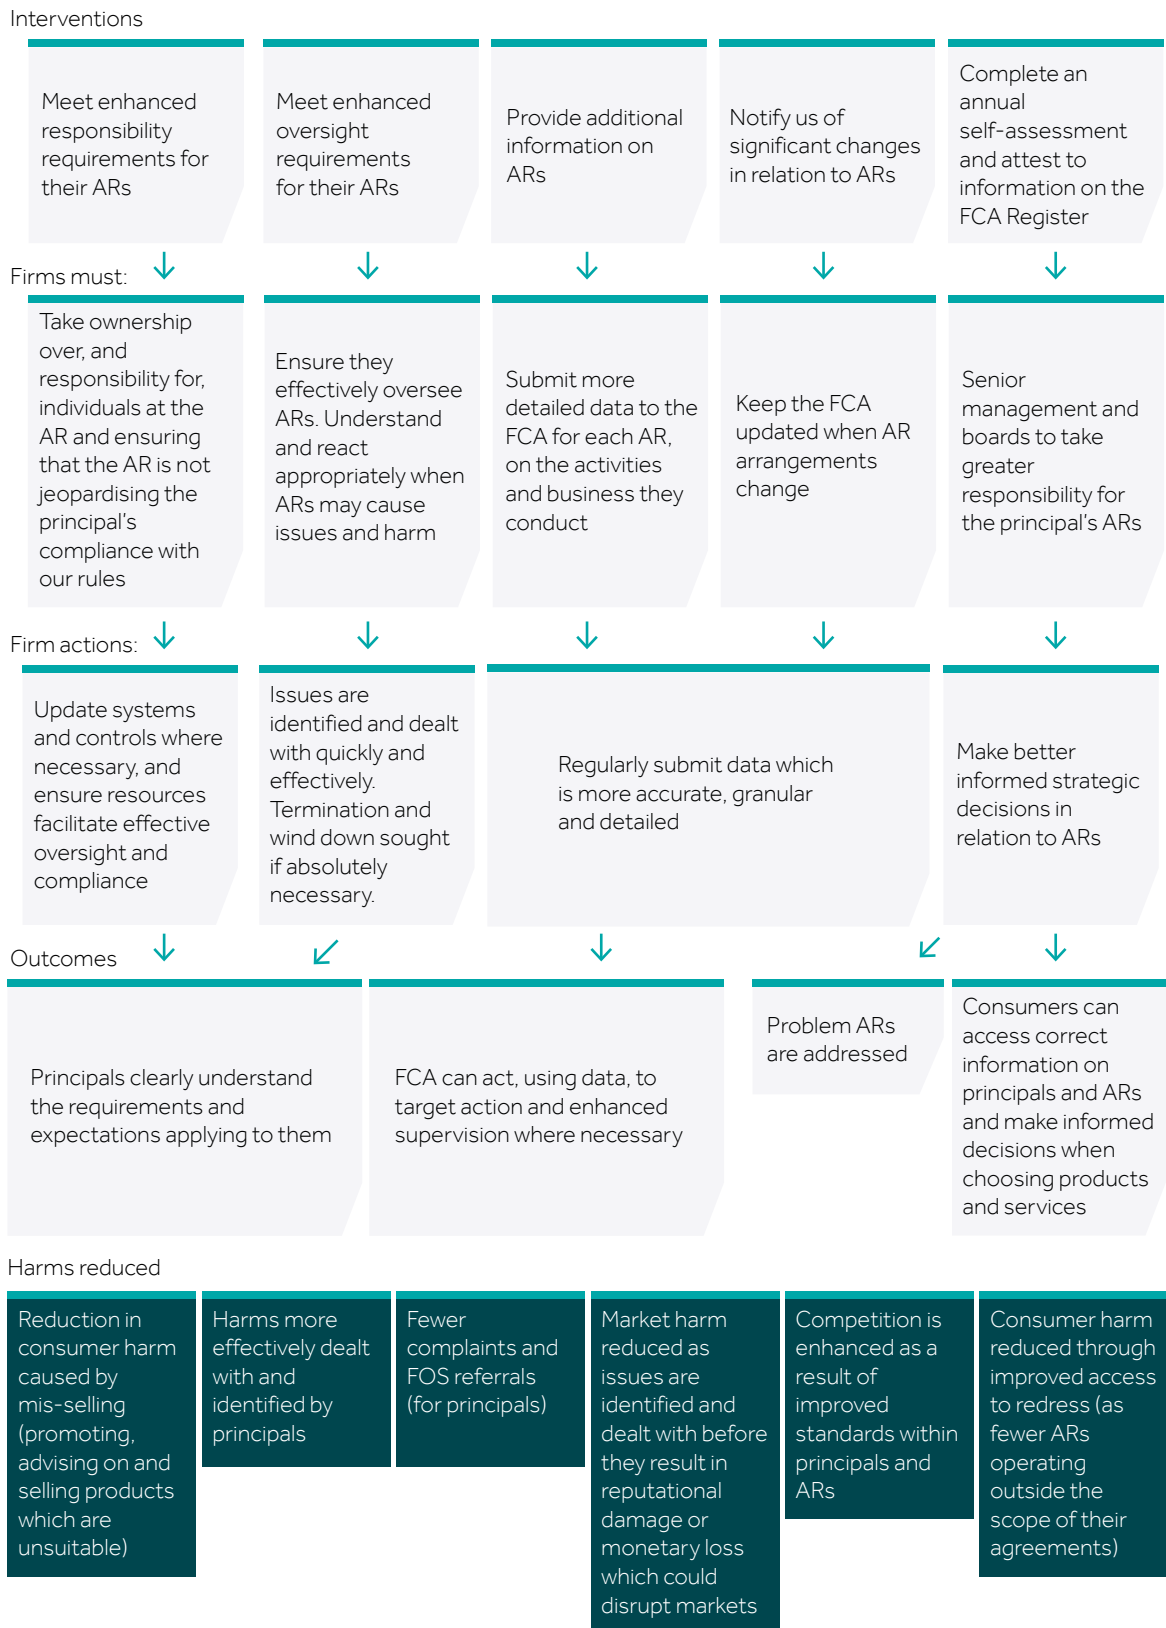 Interventions
Meet enhanced
responsibility
requirements for
their ARs
Meet enhanced
oversight
requirements
for their ARs
Provide additional
information on
ARs
Notify us of
significant changes
in relation to ARs
Complete an
annual
self-assessment
and attest to
information on the
FCA Register
Firms must:
Take ownership
over, and
responsibility for,
individuals at the
AR and ensuring
that the AR is not
jeopardising the
principal's
compliance with
our rules
Ensure they
effectively oversee
ARs. Understand
and react
appropriately when
ARs may cause
issues and harm
Submit more
detailed data to the
FCA for each AR,
on the activities
and business they
conduct
Keep the FCA
updated when AR
arrangements
change
Senior
management and
boards to take
greater
responsibility for
the principal's ARs
Firm actions:
Update systems
and controls where
necessary, and
ensure resources
facilitate effective
oversight and
compliance
Issues are
identified and dealt
with quickly and
effectively.
Termination and
wind down sought
if absolutely
necessary.
Regularly submit data which
is more accurate, granular
and detailed
Make better
informed strategic
decisions in
relation to ARs
Outcomes
Principals clearly understand
the requirements and
expectations applying to them
FCA can act, using data, to
target action and enhanced
supervision where necessary
Problem ARs
are addressed
Consumers can
access correct
information on
principals and ARs
and make informed
decisions when
choosing products
and services
Harms reduced
Reduction in
consumer harm
caused by
mis-selling
(promoting,
advising on and
selling products
which are
unsuitable)
Harms more
effectively dealt
with and
identified by
principals
Fewer
complaints and
FOS referrals
(for principals)
Market harm
reduced as
issues are
identified and
dealt with before
they result in
reputational
damage or
monetary loss
which could
disrupt markets
Competition is
enhanced as a
result of
improved
standards within
principals and
ARs
Consumer harm
reduced through
improved access
to redress (as
fewer ARs
operating
outside the
scope of their
agreements)